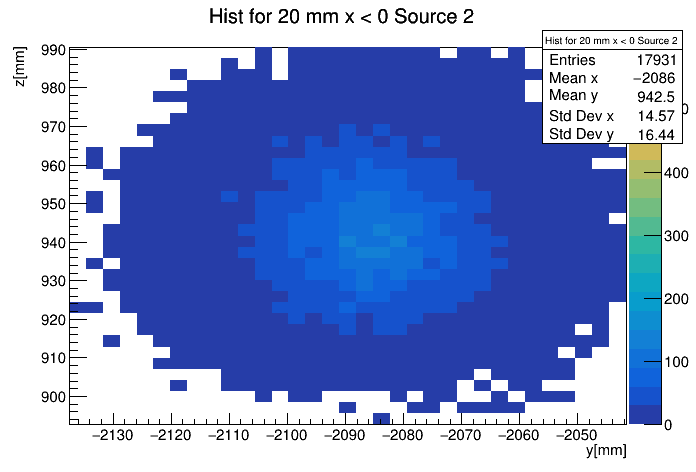 Hist for 20 mm x < 0 Source 2
Hist for 20 mm x < 0 Source 2
Entries 17931
Mean x −2086
Mean y 942.5
Std Dev x 14.57
Std Dev y 16.44
z[mm]
990
980
970
960
950
940
930
920
910
900
−2130 −2120 −2110 −2100 −2090 −2080 −2070 −2060 −2050
y[mm]
400
300
200
100
0